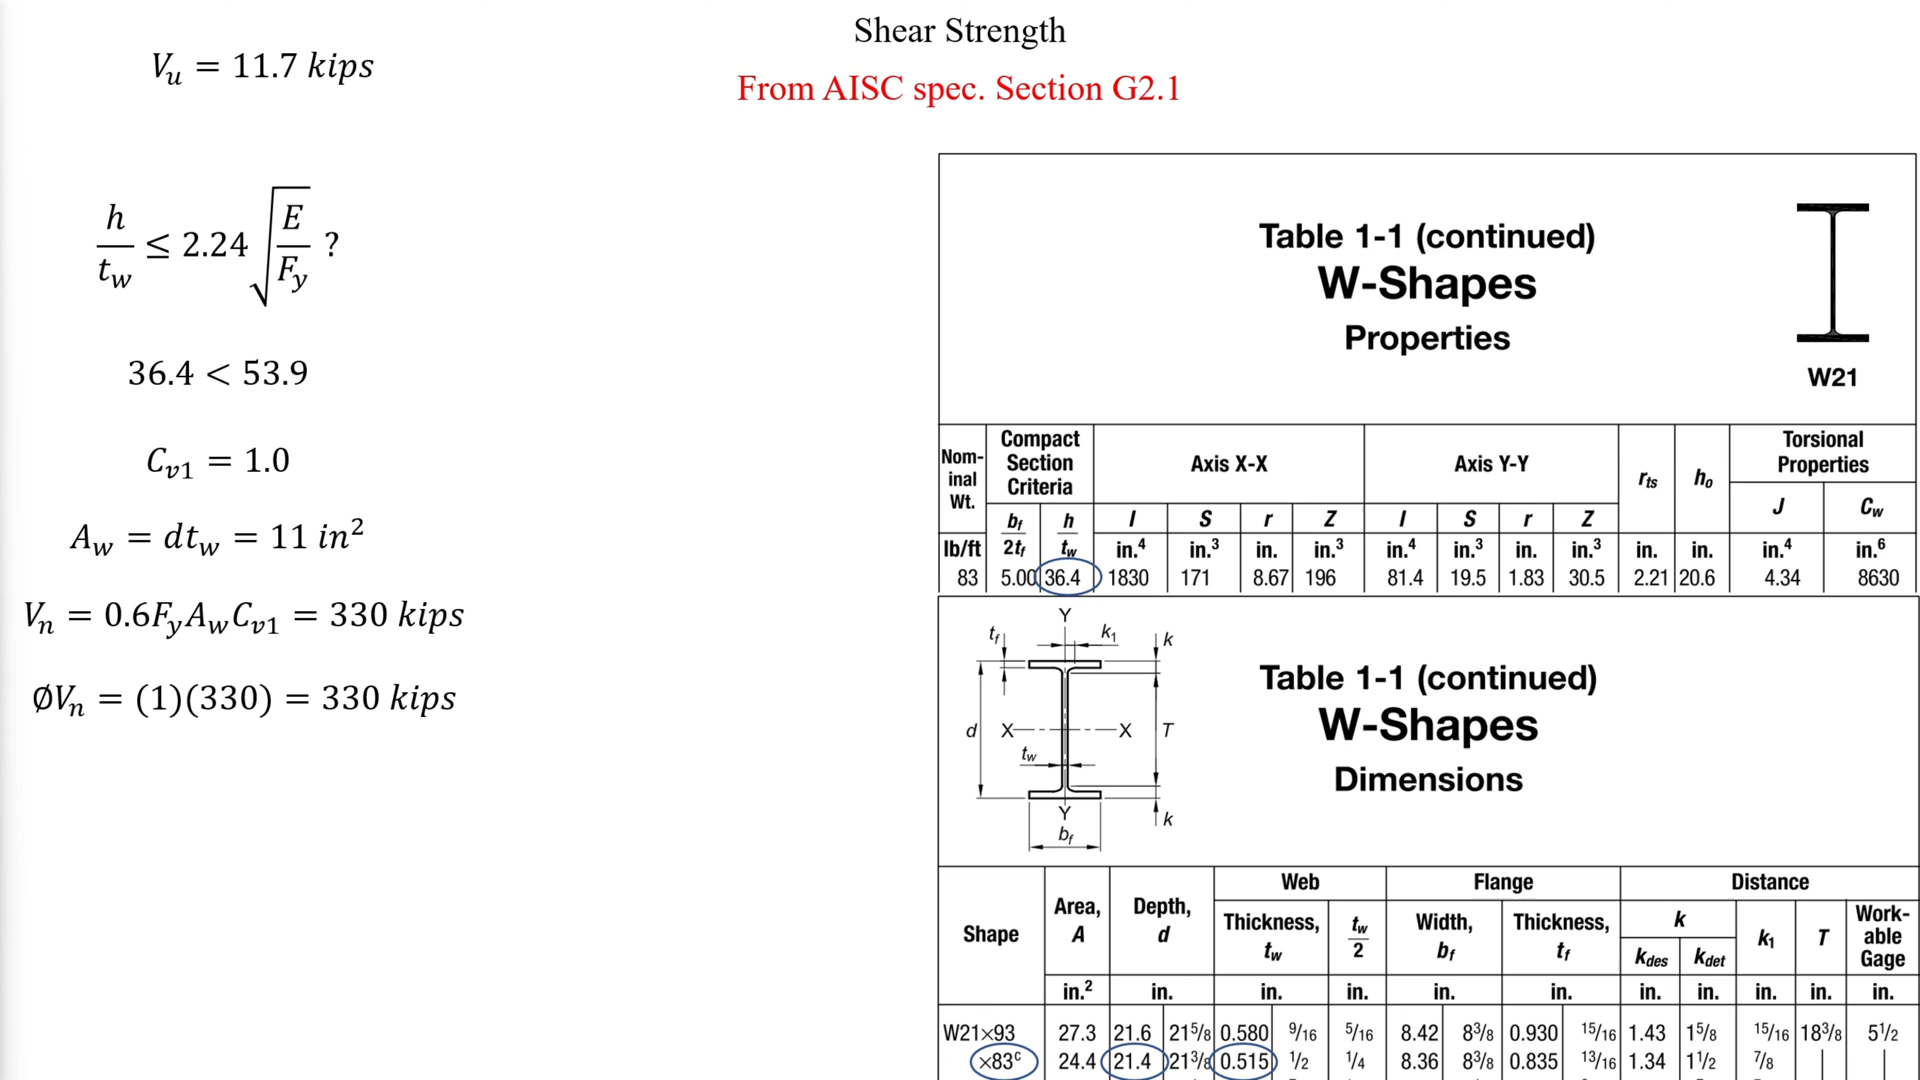 Shear Strength
From AISC spec. Section G2.1
V_u = 11.7 kips
h/t_w ≤ 2.24 √(E/F_y) ?
36.4 < 53.9
C_v1 = 1.0
A_w = dt_w = 11 in²
V_n = 0.6F_yA_wC_v1 = 330 kips
∅V_n = (1)(330) = 330 kips
Table 1-1 (continued)
W-Shapes
Properties
W21
Nom-inal Wt. Compact Section Criteria Axis X-X Axis Y-Y r_ts h_o Torsional Properties
b_f/2t_f h/t_w I S r Z I S r Z J C_w
lb/ft in.⁴ in.³ in. in.³ in.⁴ in.³ in. in.³ in. in. in.⁴ in.⁶
83 5.00 36.4 1830 171 8.67 196 81.4 19.5 1.83 30.5 2.21 20.6 4.34 8630
Y
t_f k_1 k
d X X T
t_w
Y k
b_f
Table 1-1 (continued)
W-Shapes
Dimensions
Shape Area, A Depth, d Web Flange Distance
Thickness, t_w t_w/2 Width, b_f Thickness, t_f k k_1 T Work-able Gage
k_des k_det
in.² in. in. in. in. in. in. in. in. in. in.
W21×93 27.3 21.6 21⁵/₈ 0.580 9/16 5/16 8.42 8³/₈ 0.930 15/16 1.43 1⁵/₈ 15/16 18³/₈ 5¹/₂
×83ᶜ 24.4 21.4 21³/₈ 0.515 1/2 1/4 8.36 8³/₈ 0.835 13/16 1.34 1¹/₂ 7/8